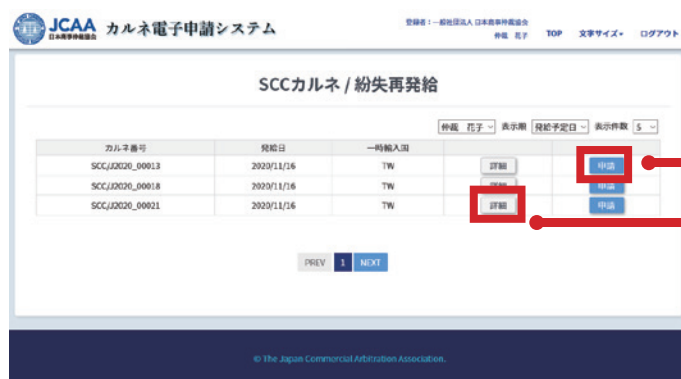 JCAA カルネ電子申請システム
日本商事仲裁協会
登録者：一般社団法人 日本商事仲裁協会
仲裁 花子 TOP 文字サイズ▾ ログアウト
SCCカルネ / 紛失再発給
仲裁 花子 表示順 発給予定日 表示件数 5
カルネ番号 発給日 一時輸入国
SCC/J2020_00013 2020/11/16 TW 詳細 申請
SCC/J2020_00018 2020/11/16 TW 詳細 申請
SCC/J2020_00021 2020/11/16 TW 詳細 申請
PREV 1 NEXT
© The Japan Commercial Arbitration Association.